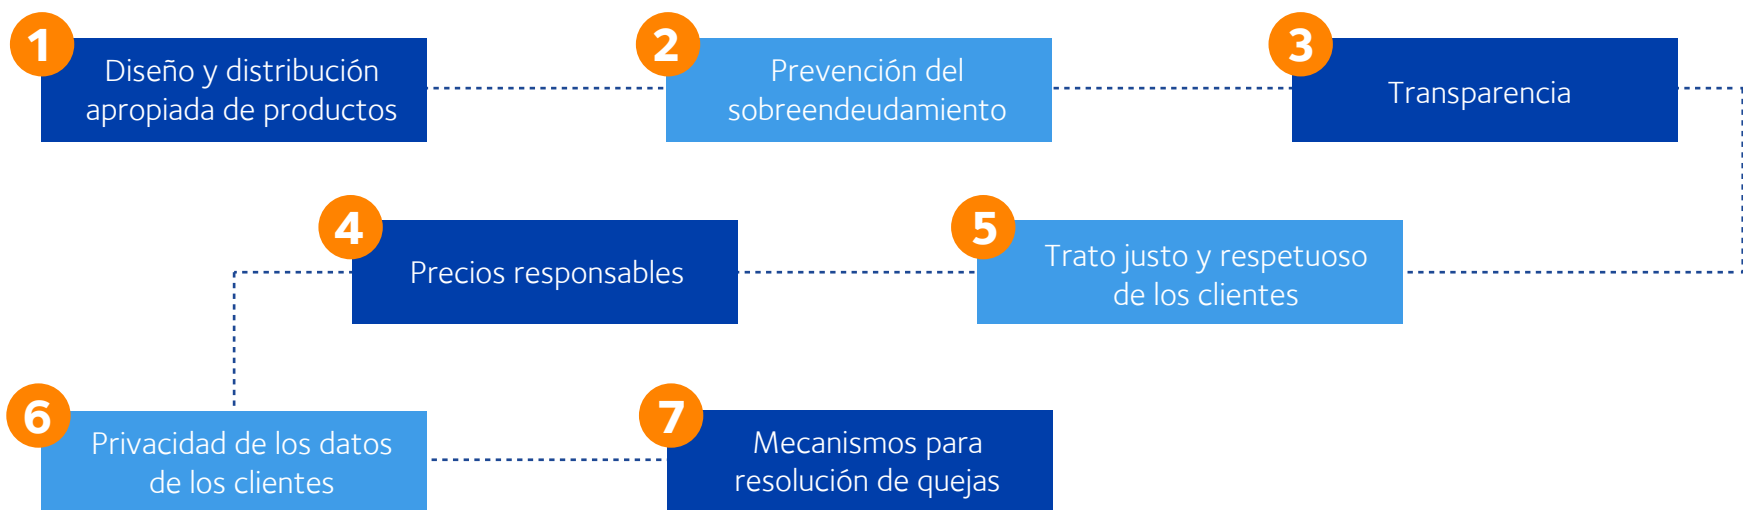 1
Diseño y distribución
apropiada de productos
2
Prevención del
sobreendeudamiento
3
Transparencia
4
Precios responsables
5
Trato justo y respetuoso
de los clientes
6
Privacidad de los datos
de los clientes
7
Mecanismos para
resolución de quejas